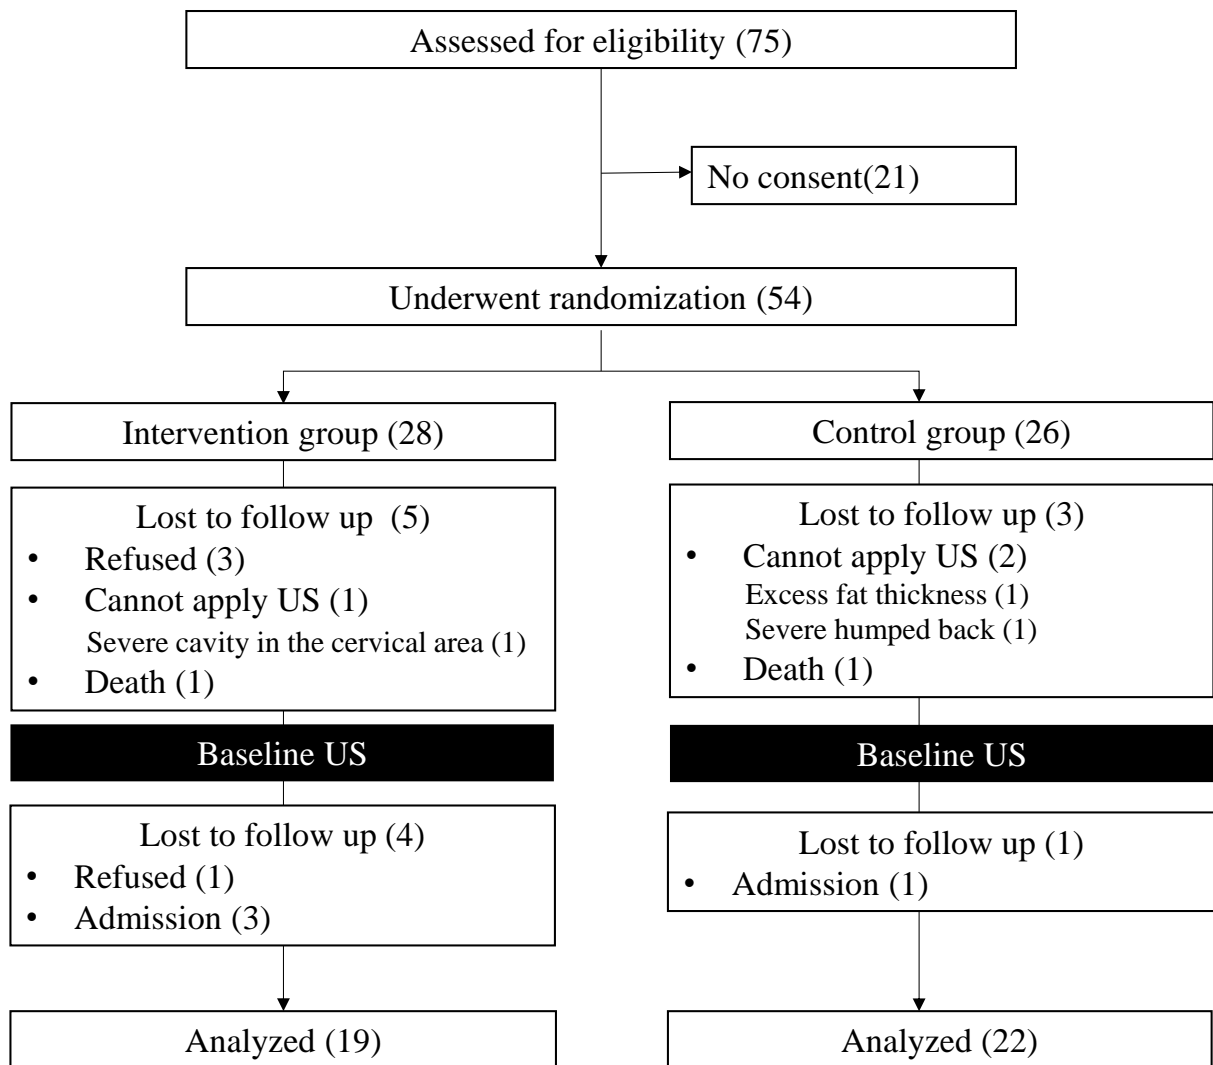 Assessed for eligibility (75)
No consent(21)
Underwent randomization (54)
Intervention group (28)
Lost to follow up  (5)
• Refused (3)
• Cannot apply US (1)
Severe cavity in the cervical area (1)
• Death (1)
Baseline US
Lost to follow up (4)
• Refused (1)
• Admission (3)
Analyzed (19)
Control group (26)
Lost to follow up (3)
• Cannot apply US (2)
Excess fat thickness (1)
Severe humped back (1)
• Death (1)
Baseline US
Lost to follow up (1)
• Admission (1)
Analyzed (22)